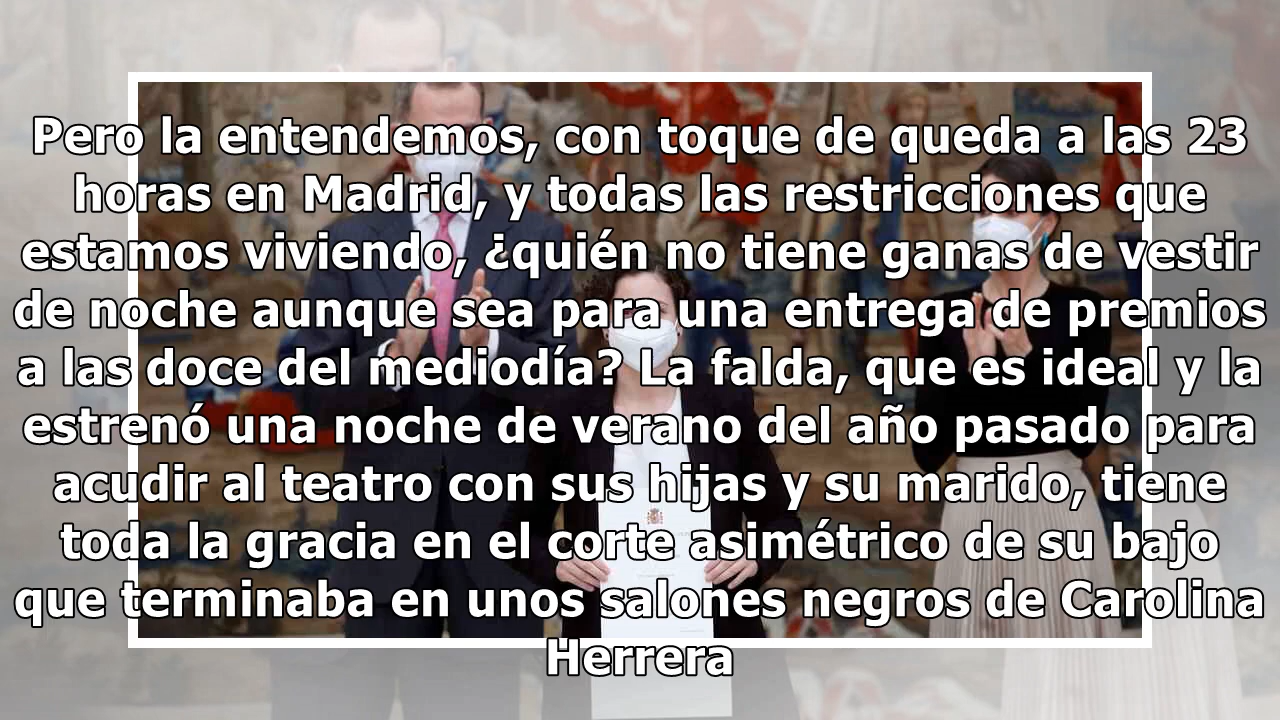 Pero la entendemos, con toque de queda a las 23
horas en Madrid, y todas las restricciones que
estamos viviendo, ¿quién no tiene ganas de vestir
de noche aunque sea para una entrega de premios
a las doce del mediodía? La falda, que es ideal y la
estrenó una noche de verano del año pasado para
acudir al teatro con sus hijas y su marido, tiene
toda la gracia en el corte asimétrico de su bajo
que terminaba en unos salones negros de Carolina
Herrera